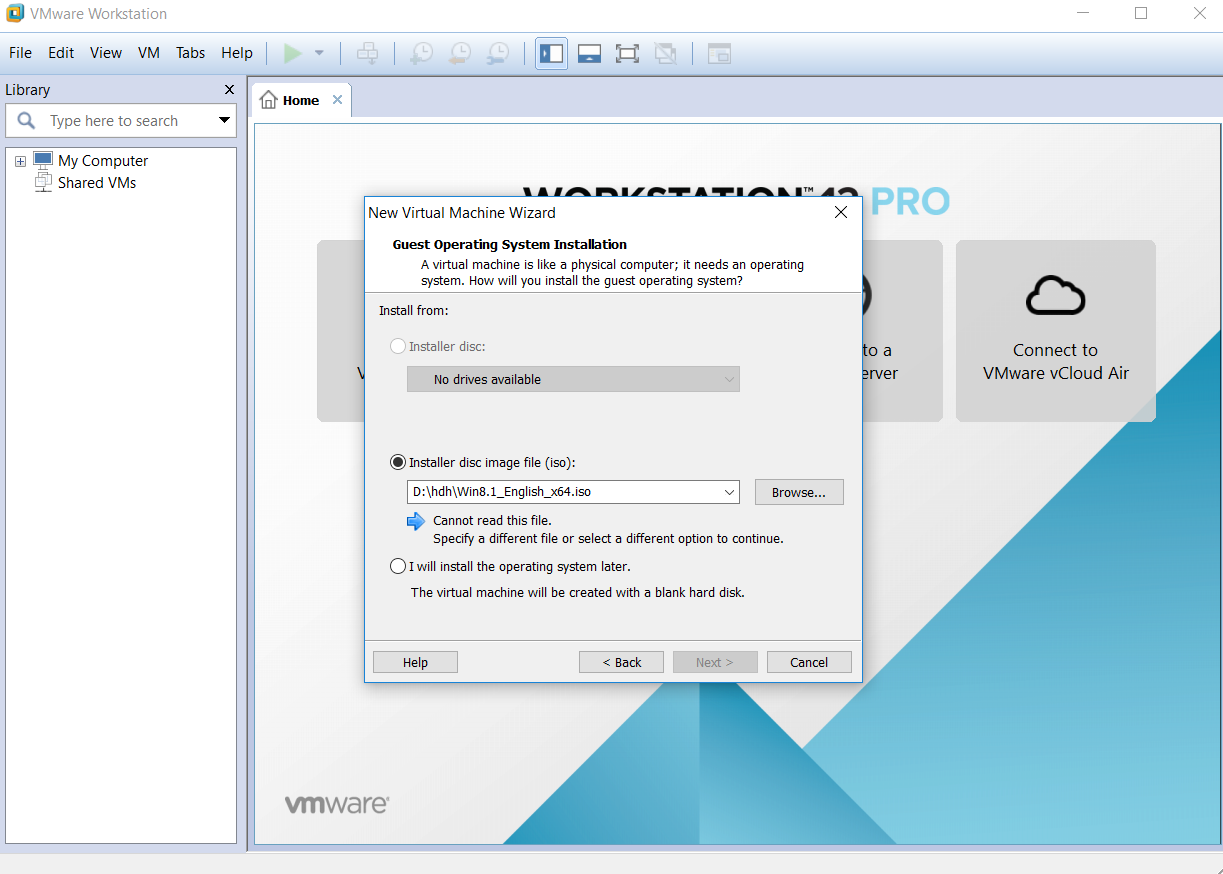 VMware Workstation
File Edit View VM Tabs Help
Library
Type here to search
My Computer
Shared VMs
Home
WORKSTATION™ PRO
New Virtual Machine Wizard
Guest Operating System Installation
A virtual machine is like a physical computer; it needs an operating
system. How will you install the guest operating system?
Install from:
Installer disc:
No drives available
Installer disc image file (iso):
D:\hdh\Win8.1_English_x64.iso
Browse...
Cannot read this file.
Specify a different file or select a different option to continue.
I will install the operating system later.
The virtual machine will be created with a blank hard disk.
Help
< Back
Next >
Cancel
V
to a
erver
Connect to
VMware vCloud Air
vmware®